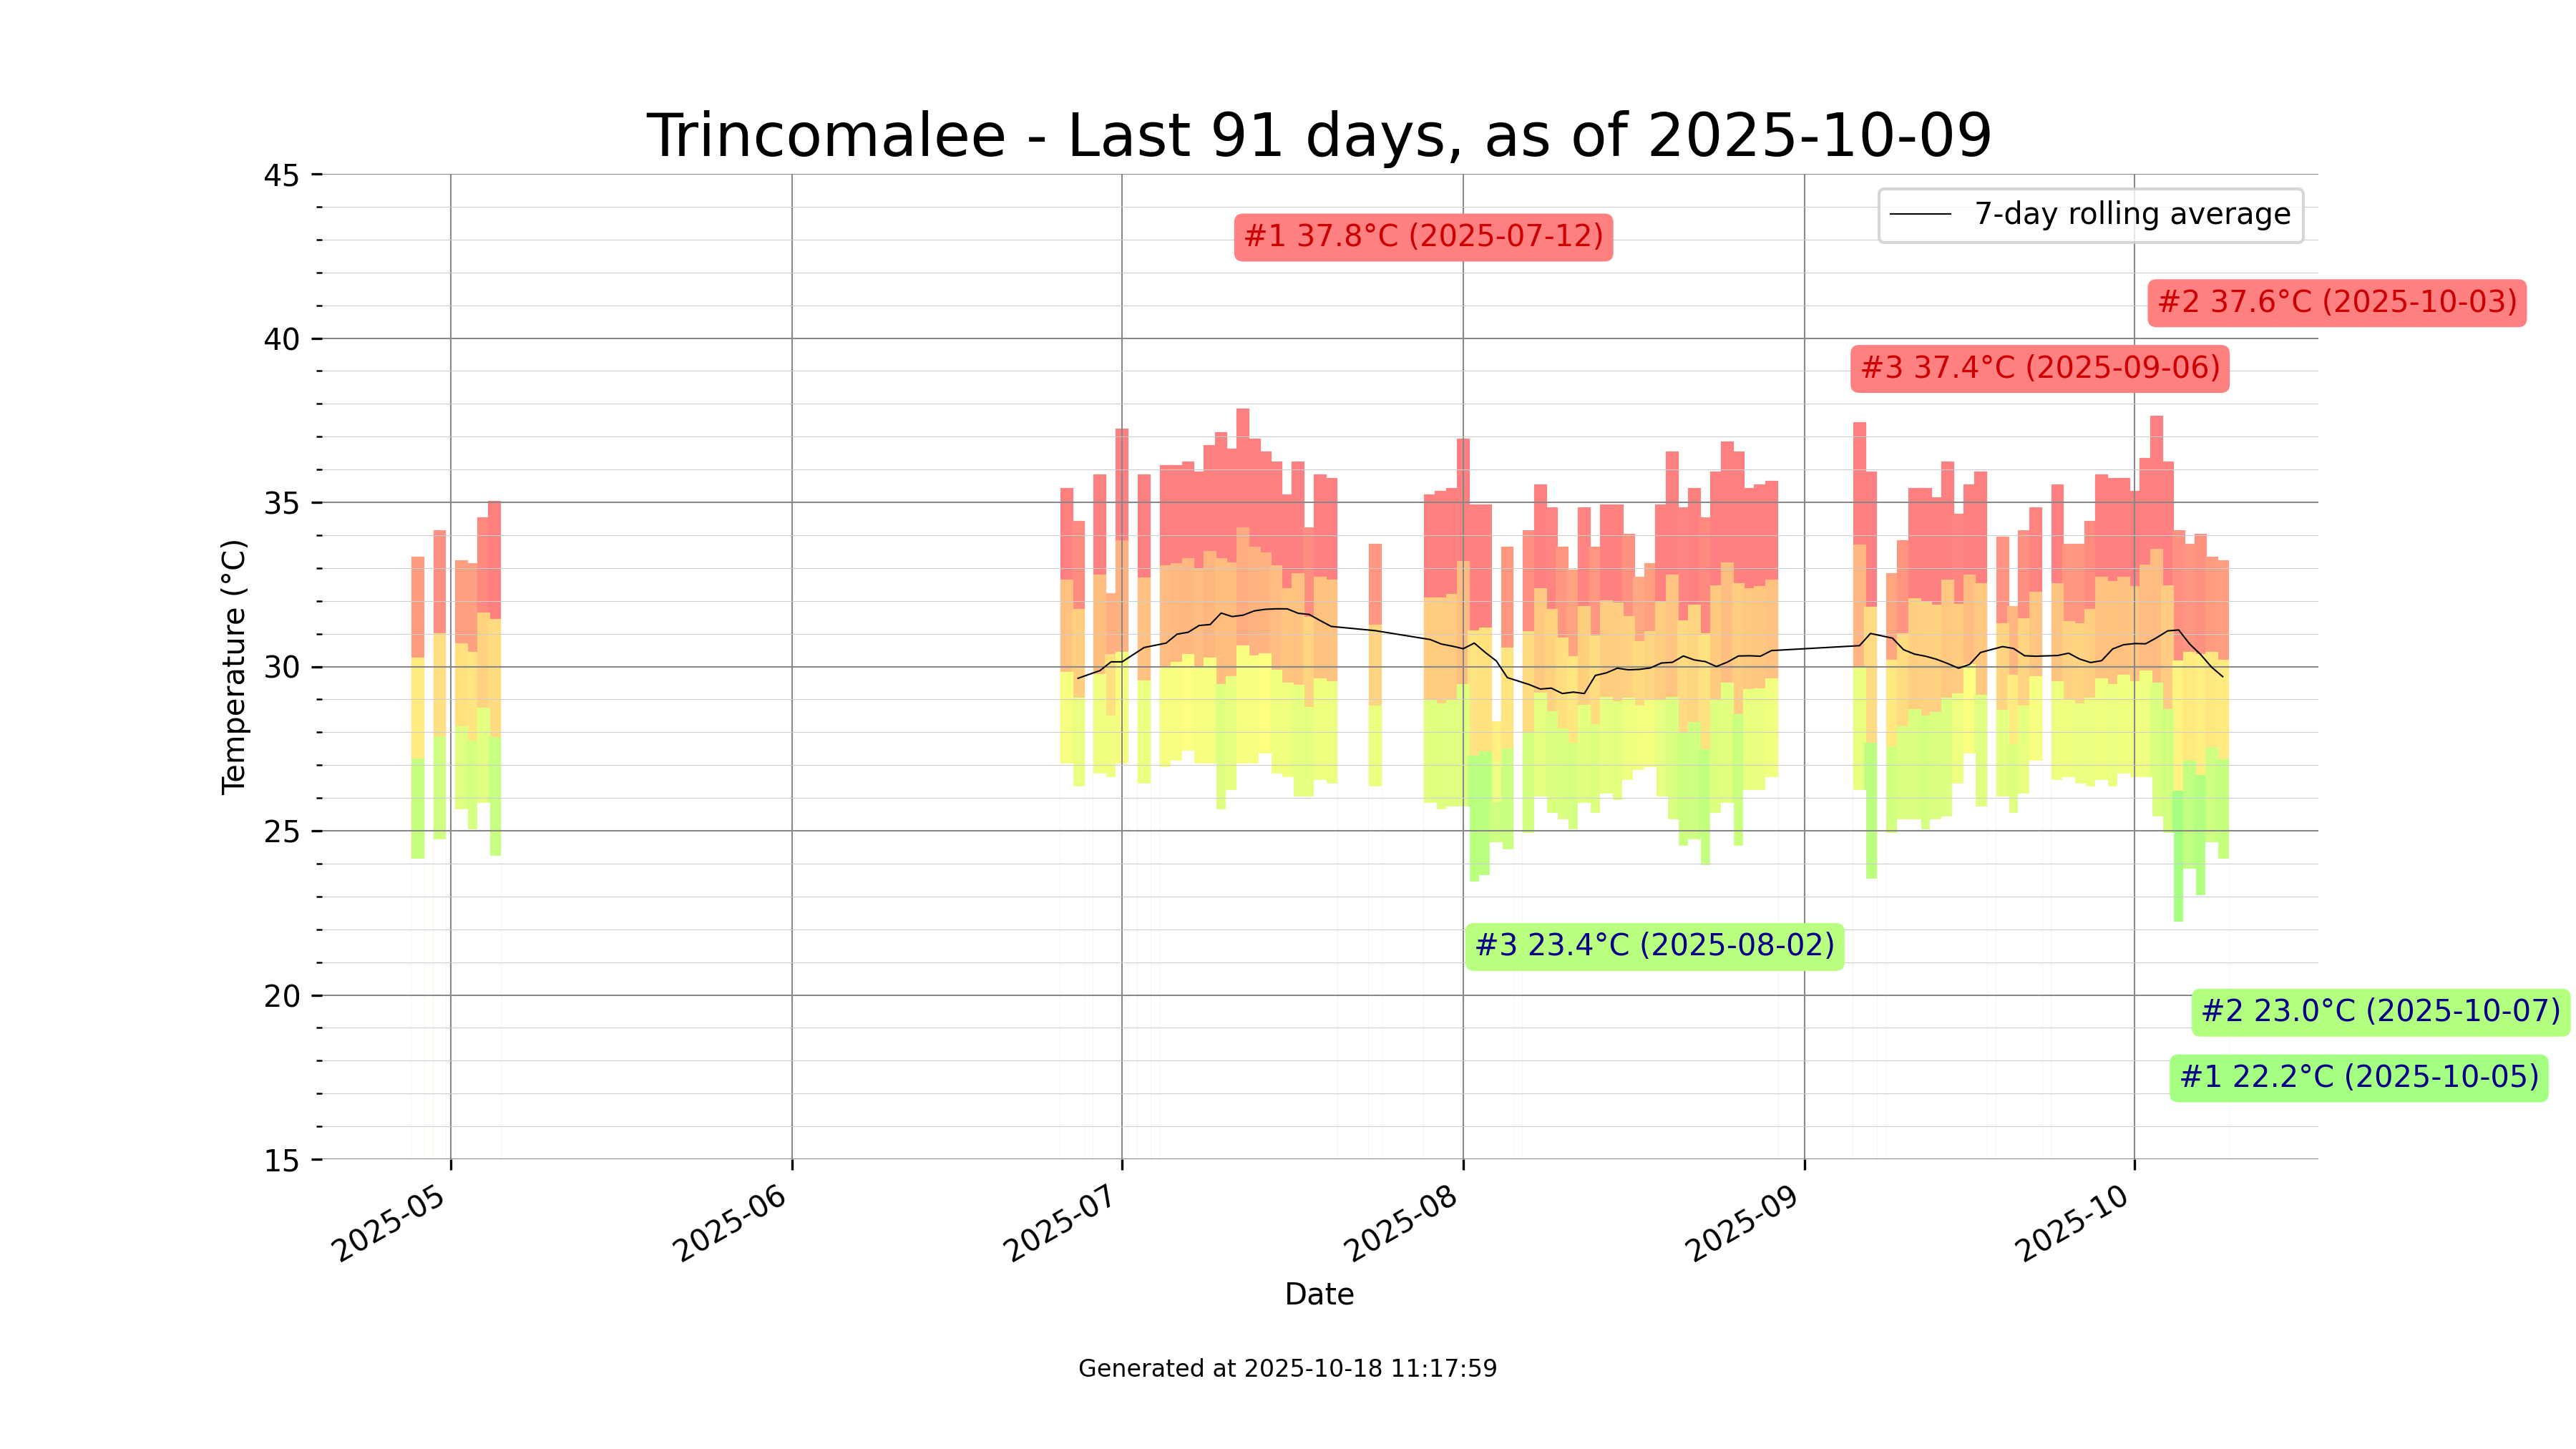 Trincomalee - Last 91 days, as of 2025-10-09
45
40
35
30
25
20
15
Temperature (°C)
7-day rolling average
#1 37.8°C (2025-07-12)
#2 37.6°C (2025-10-03)
#3 37.4°C (2025-09-06)
#3 23.4°C (2025-08-02)
#2 23.0°C (2025-10-07)
#1 22.2°C (2025-10-05)
2025-05
2025-06
2025-07
2025-08
2025-09
2025-10
Date
Generated at 2025-10-18 11:17:59